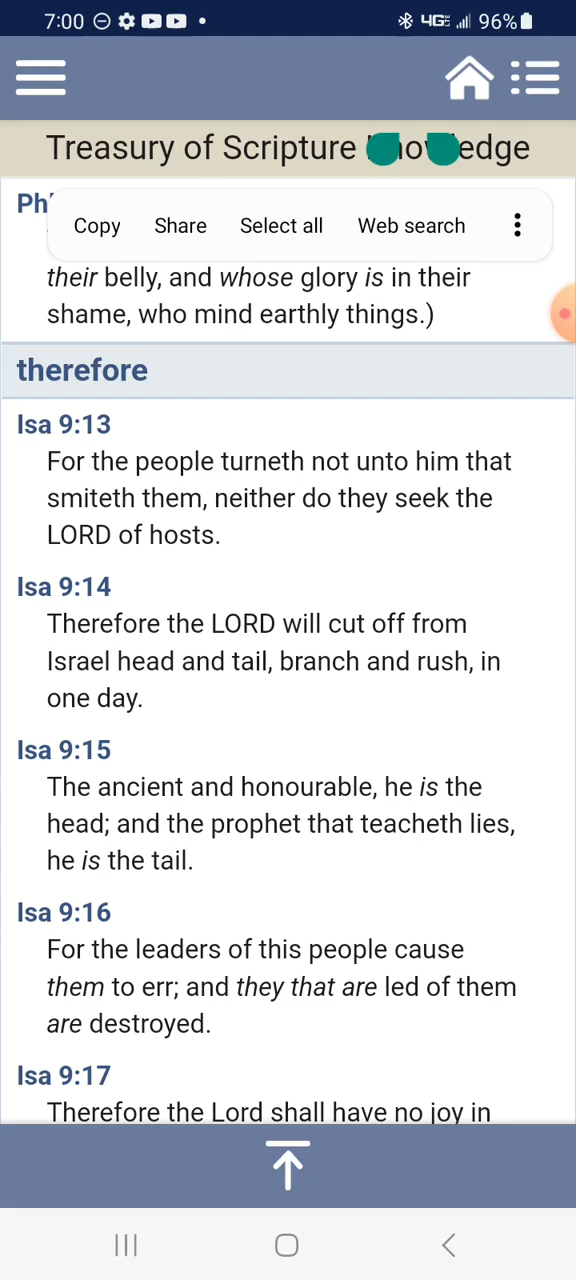 7:00 96%
Treasury of Scripture
Copy Share Select all Web search
their belly, and whose glory is in their
shame, who mind earthly things.)
therefore
Isa 9:13
For the people turneth not unto him that
smiteth them, neither do they seek the
LORD of hosts.
Isa 9:14
Therefore the LORD will cut off from
Israel head and tail, branch and rush, in
one day.
Isa 9:15
The ancient and honourable, he is the
head; and the prophet that teacheth lies,
he is the tail.
Isa 9:16
For the leaders of this people cause
them to err; and they that are led of them
are destroyed.
Isa 9:17
Therefore the Lord shall have no joy in